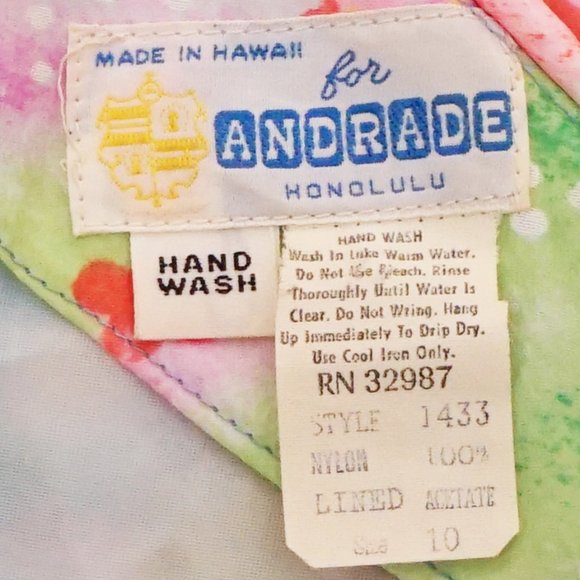 MADE IN HAWAII
for
ANDRADE
HONOLULU
HAND
WASH
HAND WASH
Wash In Luke Warm Water.
Do Not Use Bleach. Rinse
Thoroughly Until Water Is
Clear. Do Not Wring. Hang
Up Immediately To Drip Dry.
Use Cool Iron Only.
RN 32987
STYLE 1433
NYLON 100%
LINED ACETATE
Size 10